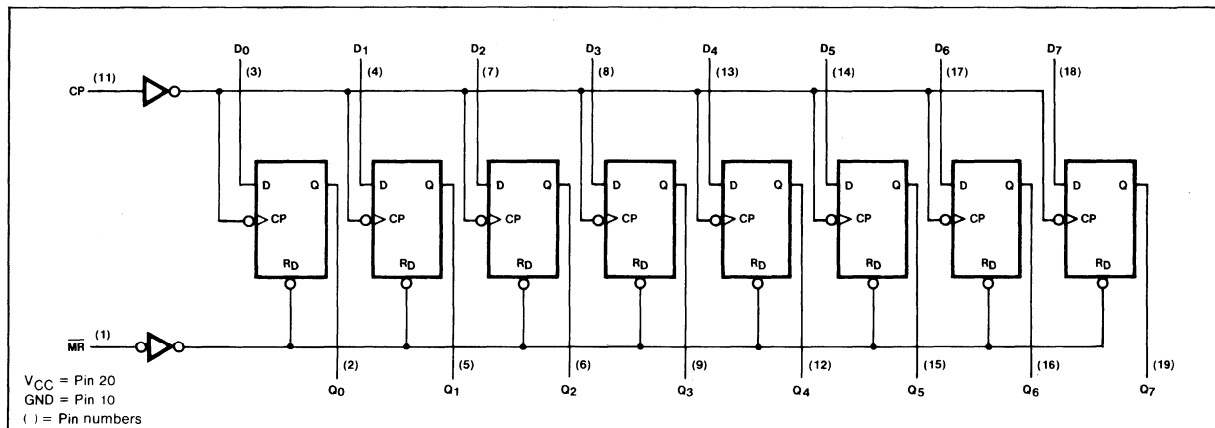 D0 D1 D2 D3 D4 D5 D6 D7
CP (11) (3) (4) (7) (8) (13) (14) (17) (18)
D Q D Q D Q D Q D Q D Q D Q D Q
CP CP CP CP CP CP CP CP
RD RD RD RD RD RD RD RD
MR (1)
(2) (5) (6) (9) (12) (15) (16) (19)
Q0 Q1 Q2 Q3 Q4 Q5 Q6 Q7
VCC = Pin 20
GND = Pin 10
( ) = Pin numbers